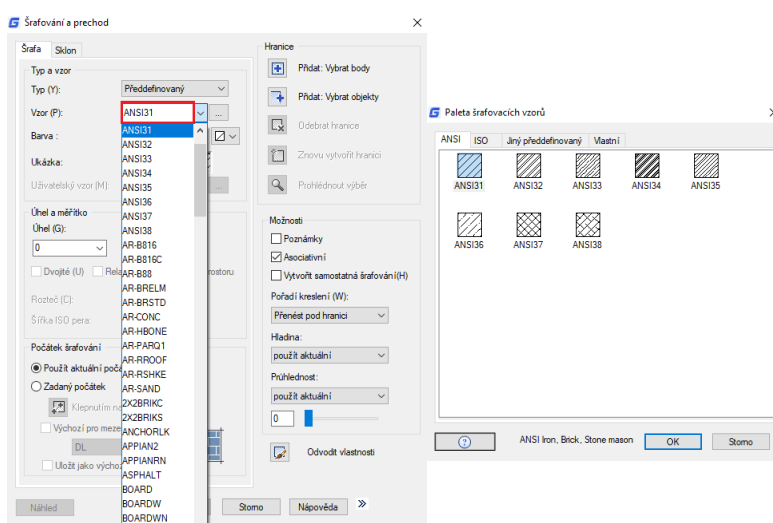 Šrafování a prechod
Šrafa
Sklon
Typ a vzor
Typ (Y):
Předdefinovaný
Vzor (P):
ANSI31
...
Barva :
Ukázka:
Uživatelský vzor (M):
...
ANSI31
ANSI32
ANSI33
ANSI34
ANSI35
ANSI36
ANSI37
ANSI38
AR-B816
AR-B816C
AR-B88
AR-BRELM
AR-BRSTD
AR-CONC
AR-HBONE
AR-PARQ1
AR-RROOF
AR-RSHKE
AR-SAND
2X2BRIKC
2X2BRIKS
ANCHORLK
APPIAN2
APPIANRN
ASPHALT
BOARD
BOARDW
BOARDWN
Úhel a měřítko
Úhel (G):
0
Dvojité (U)
Rozteč (C):
Šířka ISO pera:
Počátek šrafování
Použít aktuální
Zadaný počátek
Klepnutím
Výchozí pro
DL
Uložit jako
Náhled
Storno
Nápověda
Hranice
Přidat: Vybrat body
Přidat: Vybrat objekty
Odebrat hranice
Znovu vytvořit hranici
Prohlédnout výběr
Možnosti
Poznámky
Asociativní
Vytvořt samostatná šrafování(H)
Pořadí kreslení (W):
Přenést pod hranici
Hladina:
použít aktuální
Průhlednost:
použít aktuální
0
Odvodit vlastnosti
Paleta šrafovacích vzorů
ANSI
ISO
Jiný předdefinovaný
Vlastní
ANSI31 ANSI32 ANSI33 ANSI34 ANSI35
ANSI36 ANSI37 ANSI38
ANSI Iron, Brick, Stone mason
OK
Storno